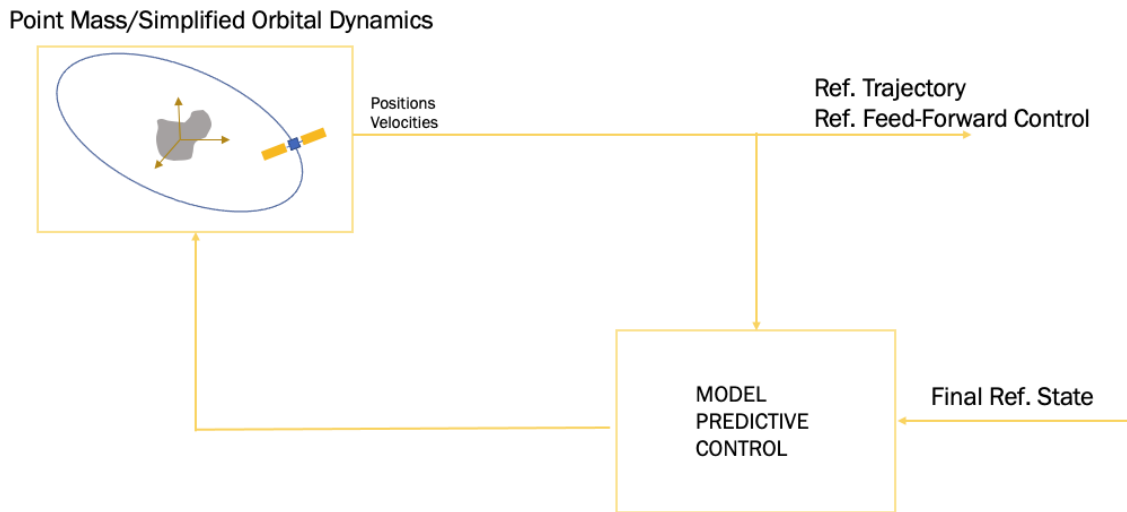 Point Mass/Simplified Orbital Dynamics
Positions
Velocities
Ref. Trajectory
Ref. Feed-Forward Control
MODEL
PREDICTIVE
CONTROL
Final Ref. State